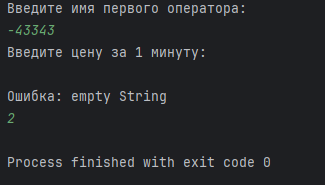 Введите имя первого оператора:
-43343
Введите цену за 1 минуту:
Ошибка: empty String
2
Process finished with exit code 0